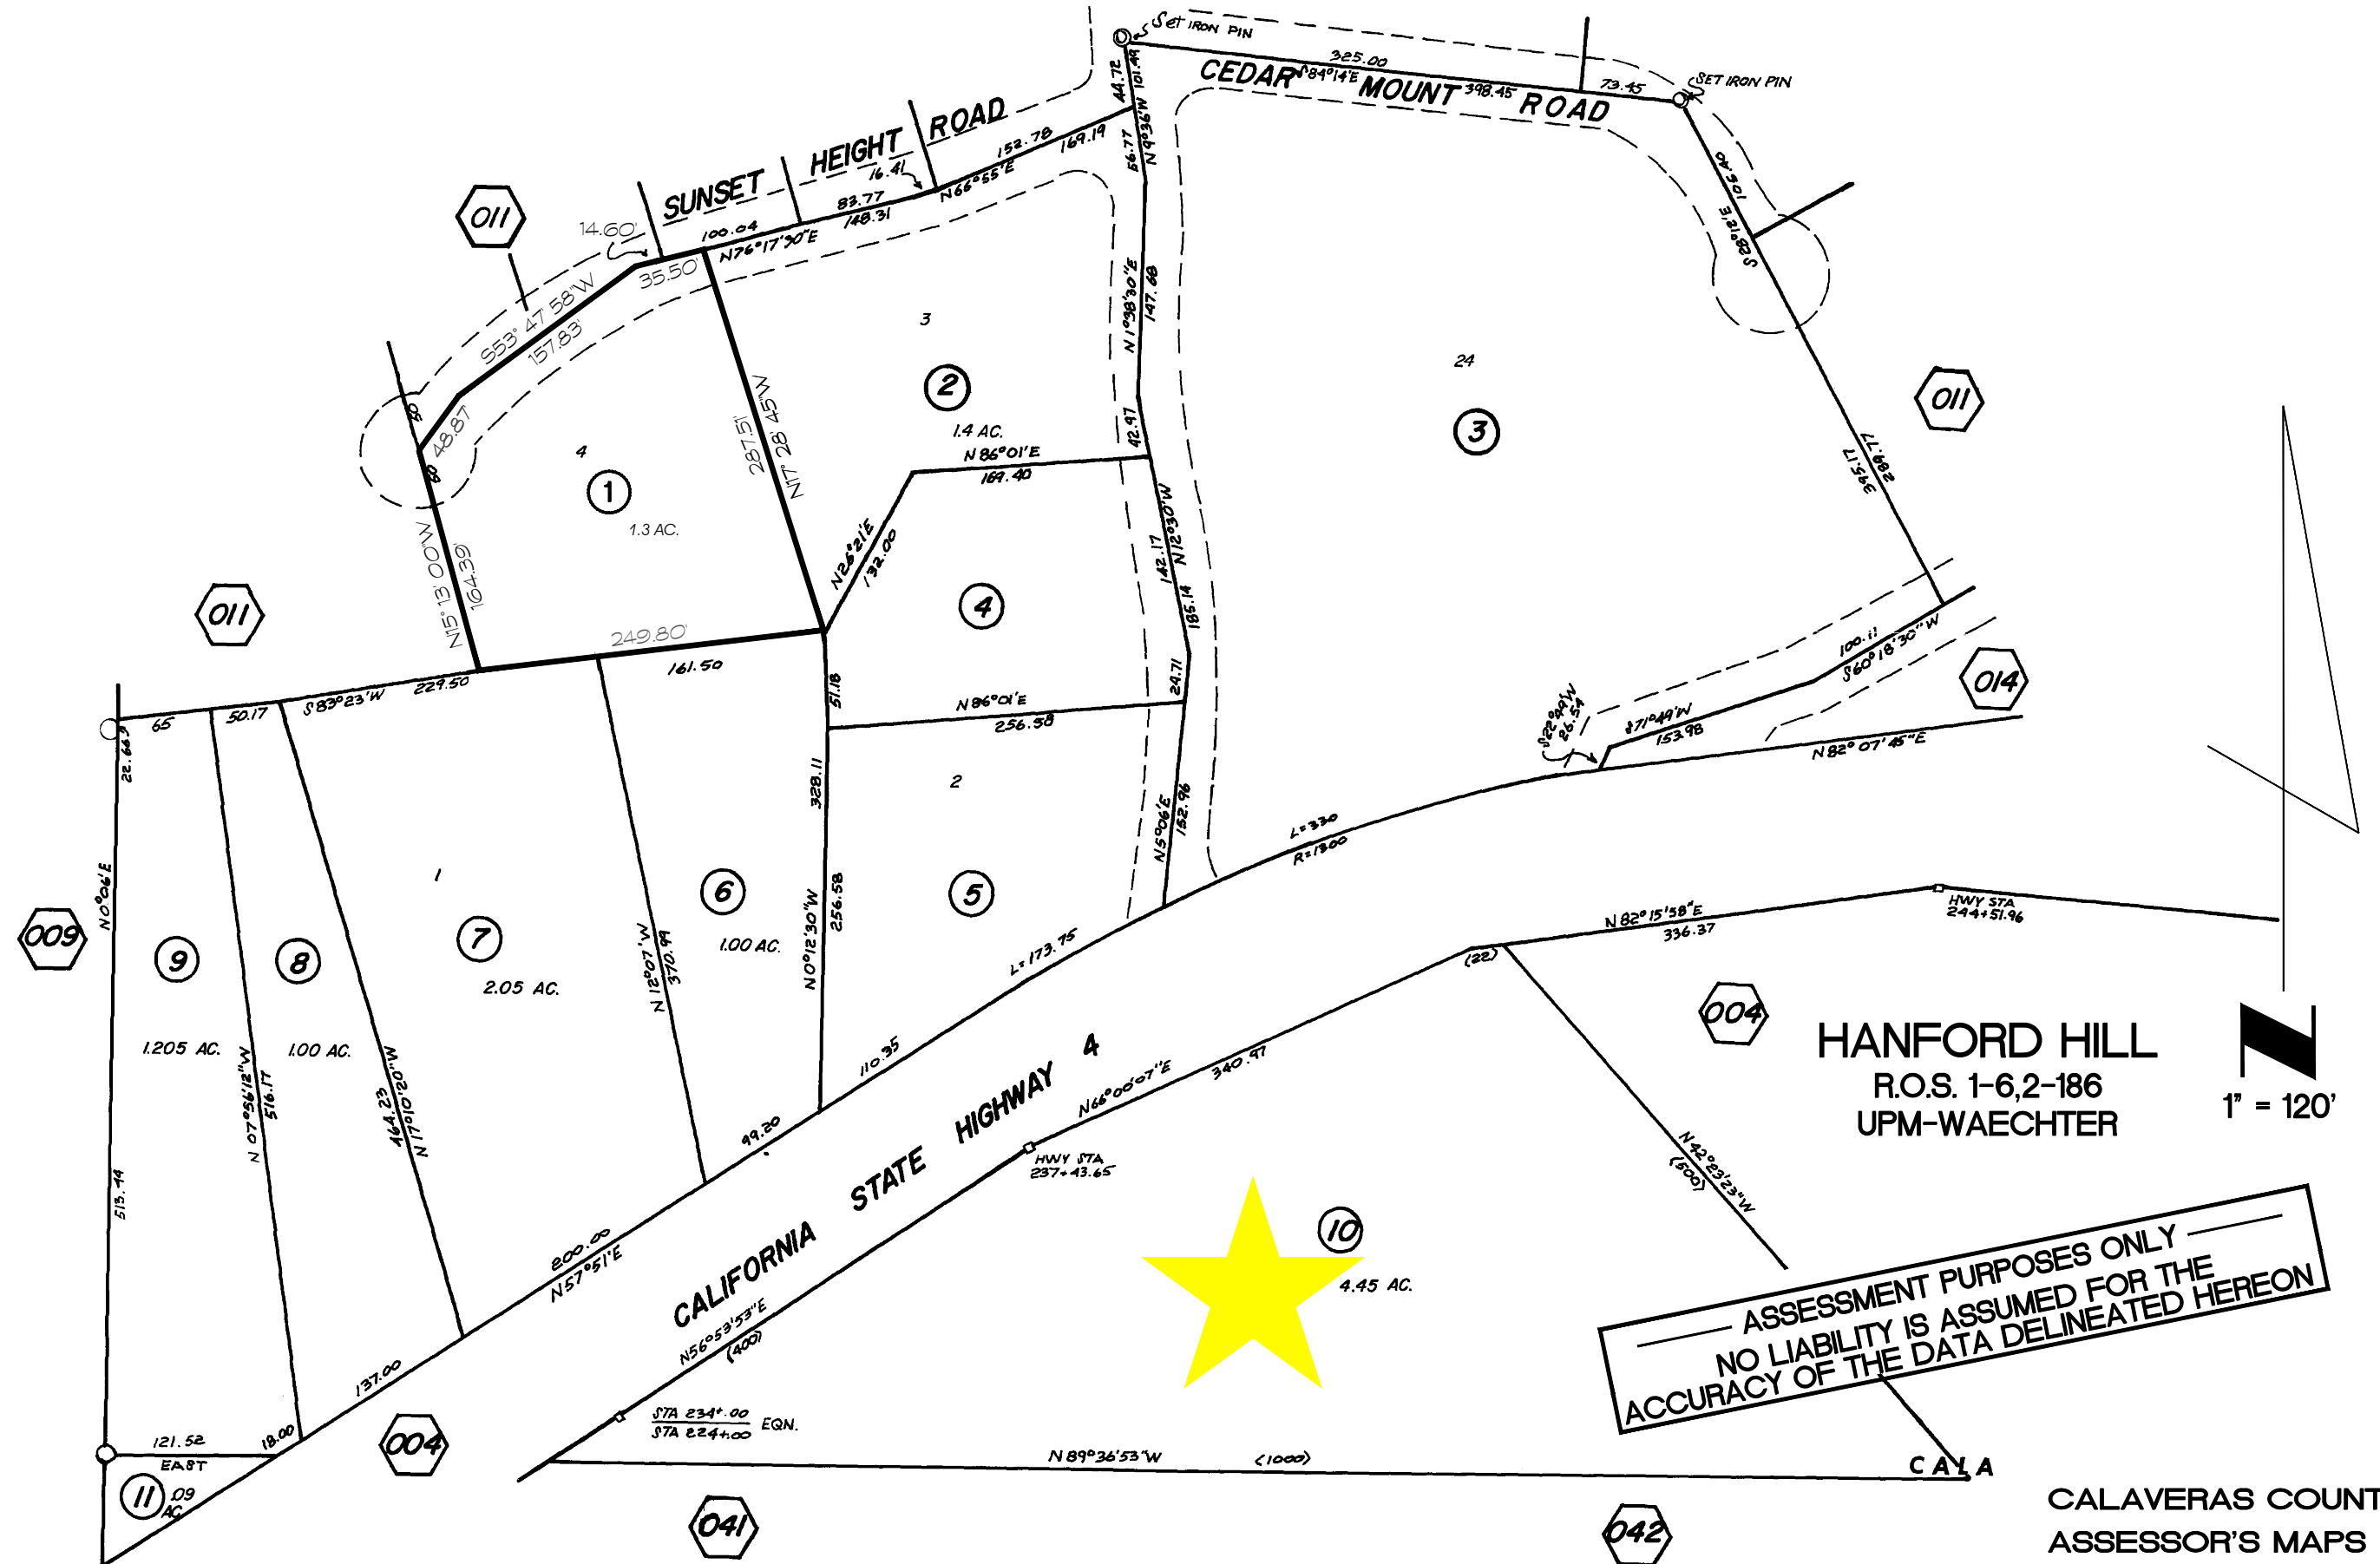 Set IRON PIN
325.00
S84°14'E
CEDAR MOUNT ROAD
398.45
73.45
SET IRON PIN
44.72
101.49
N9°36'W
56.77
SUNSET HEIGHT ROAD
152.78
169.19
N66°55'E
16.41
83.77
148.31
100.04
N76°17'30"E
14.60'
35.50'
011
S53° 47' 58"W
157.83'
50
48.87'
60
N15° 13' 00"W
164.39'
4
1
1.3 AC.
287.51'
N17° 28' 45"W
249.80'
3
2
1.4 AC.
N1°38'30"E
147.68
42.97
N86°01'E
169.40
N26°21'E
132.00
4
142.17
N12°30'W
185.14
24.71
24
3
106.40
S28°12'E
289.77
395.17
011
100.11
S60°18'30"W
014
S22°49'W
26.54
S71°49'W
153.98
N82° 07' 45"E
011
65
50.17
S83°23'W
229.50
161.50
51.18
N86°01'E
256.58
22.665
N0°06'E
513.44
009
9
1.205 AC.
N07°56'12"W
516.17
8
1.00 AC.
N17°10'20"W
464.23
1
7
2.05 AC.
N12°07'W
370.99
6
1.00 AC.
328.11
N0°12'30"W
256.58
2
5
N5°06'E
152.96
L=330
R=1300
L=173.75
110.35
99.20
200.00
N57°51'E
137.00
18.00
121.52
EAST
11
.09
AC.
004
CALIFORNIA STATE HIGHWAY 4
N56°53'53"E
(400)
STA 234+.00
STA 224+.00
EQN.
HWY STA
237+43.65
N66°00'07"E
340.97
(22)
N82°15'58"E
336.37
HWY STA
244+51.96
004
N42°23'23"W
(500)
10
4.45 AC.
N89°36'53"W
(1000)
041
042
HANFORD HILL
R.O.S. 1-6,2-186
UPM-WAECHTER
N
1" = 120'
ASSESSMENT PURPOSES ONLY
NO LIABILITY IS ASSUMED FOR THE
ACCURACY OF THE DATA DELINEATED HEREON
CALA
CALAVERAS COUNT
ASSESSOR'S MAPS